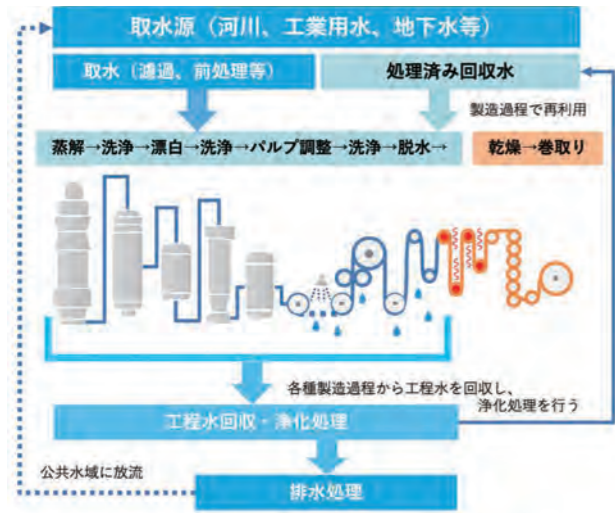 取水源（河川、工業用水、地下水等）
取水（濾過、前処理等）
処理済み回収水
製造過程で再利用
蒸解→洗浄→漂白→洗浄→パルプ調整→洗浄→脱水→
乾燥→巻取り
各種製造過程から工程水を回収し、
浄化処理を行う
工程水回収・浄化処理
公共水域に放流
排水処理